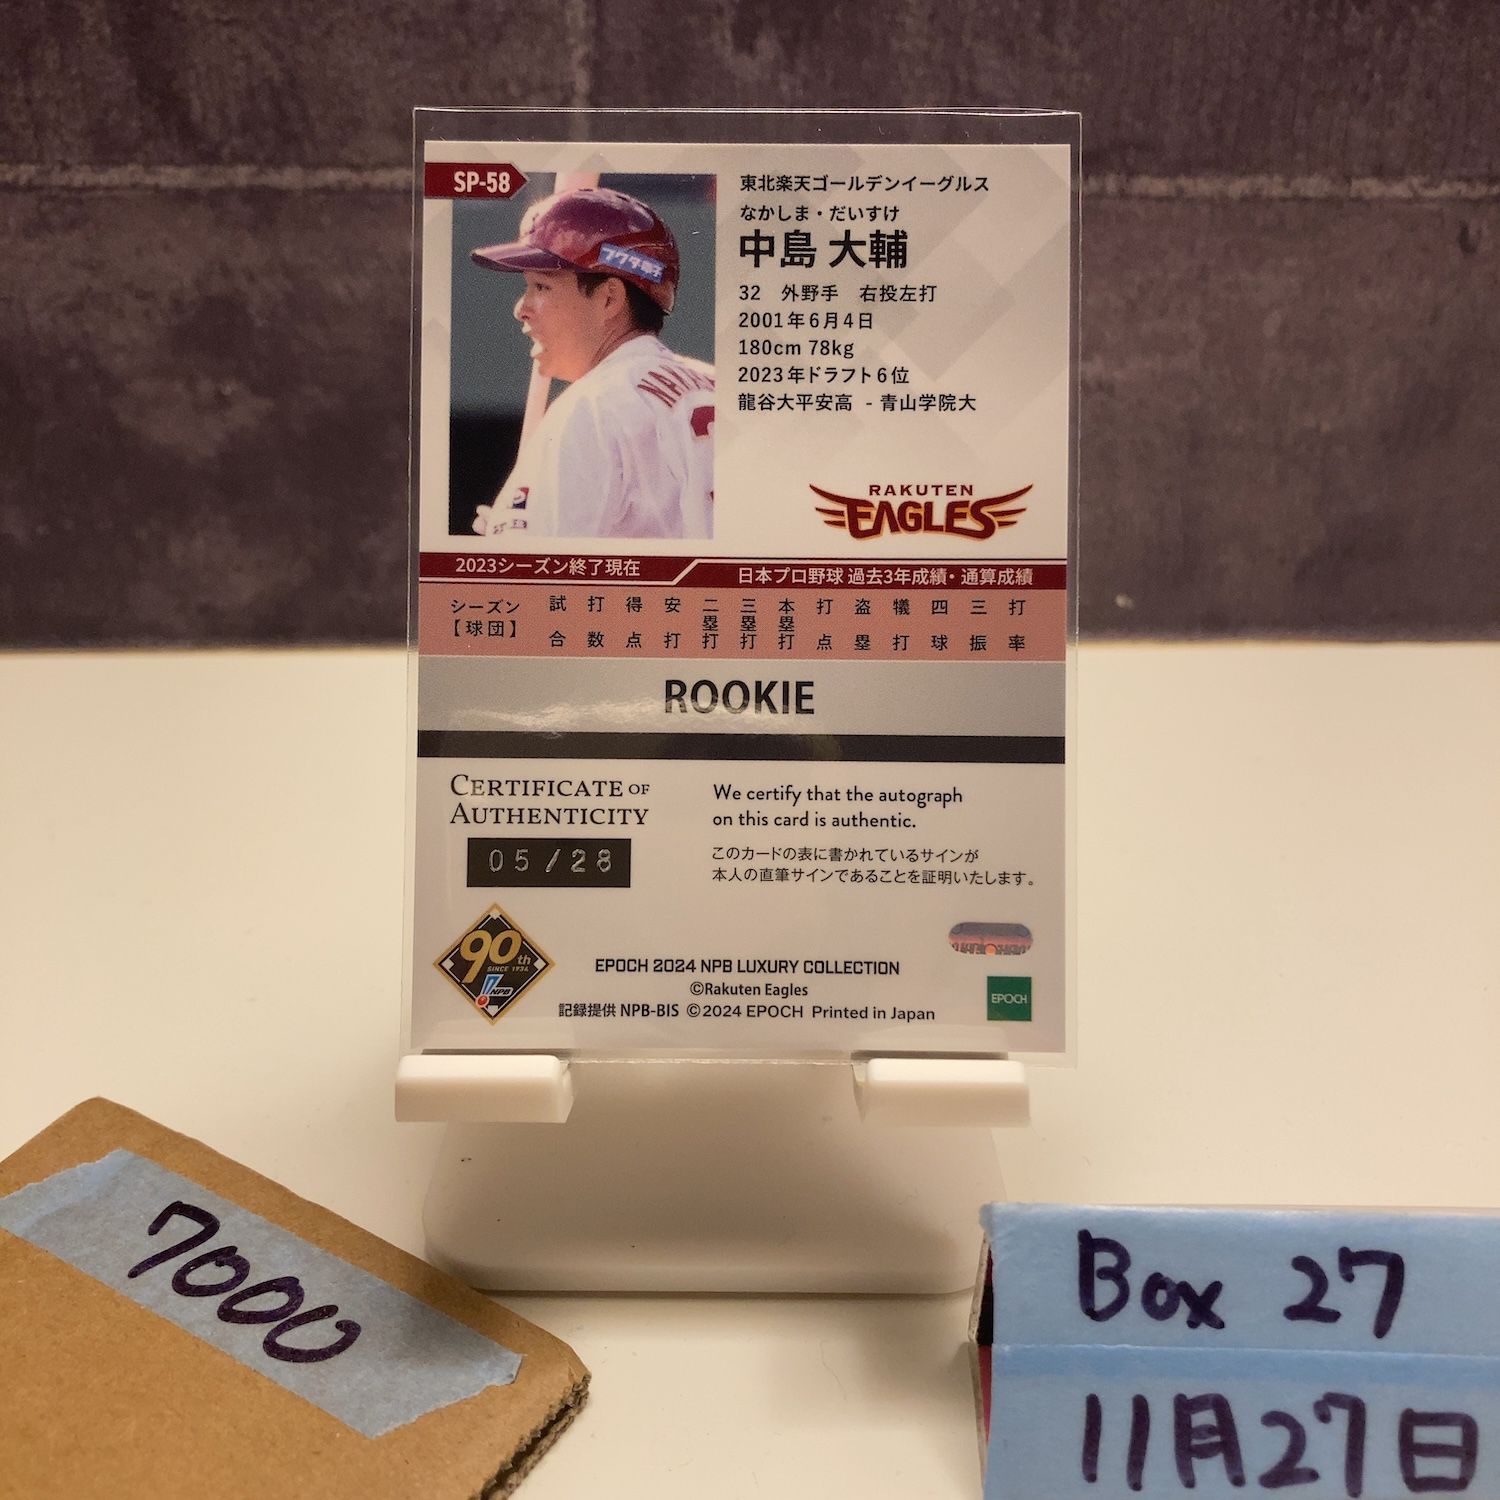 SP-58
フクダ電子
東北楽天ゴールデンイーグルス
なかしま・だいすけ
中島 大輔
32 外野手 右投左打
2001年6月4日
180cm 78kg
2023年ドラフト6位
龍谷大平安高 - 青山学院大
RAKUTEN
EAGLES
2023シーズン終了現在
日本プロ野球 過去3年成績・通算成績
シーズン【球団】 試合 打数 得点 安打 二塁打 三塁打 本塁打 打点 盗塁 犠打 四球 三振 打率
ROOKIE
CERTIFICATE OF
AUTHENTICITY
05/28
We certify that the autograph
on this card is authentic.
このカードの表に書かれているサインが
本人の直筆サインであることを証明いたします。
90th
SINCE 1934
NPB
EPOCH 2024 NPB LUXURY COLLECTION
©Rakuten Eagles
記録提供 NPB-BIS ©2024 EPOCH Printed in Japan
EPOCH
7000
Box 27
11月27日